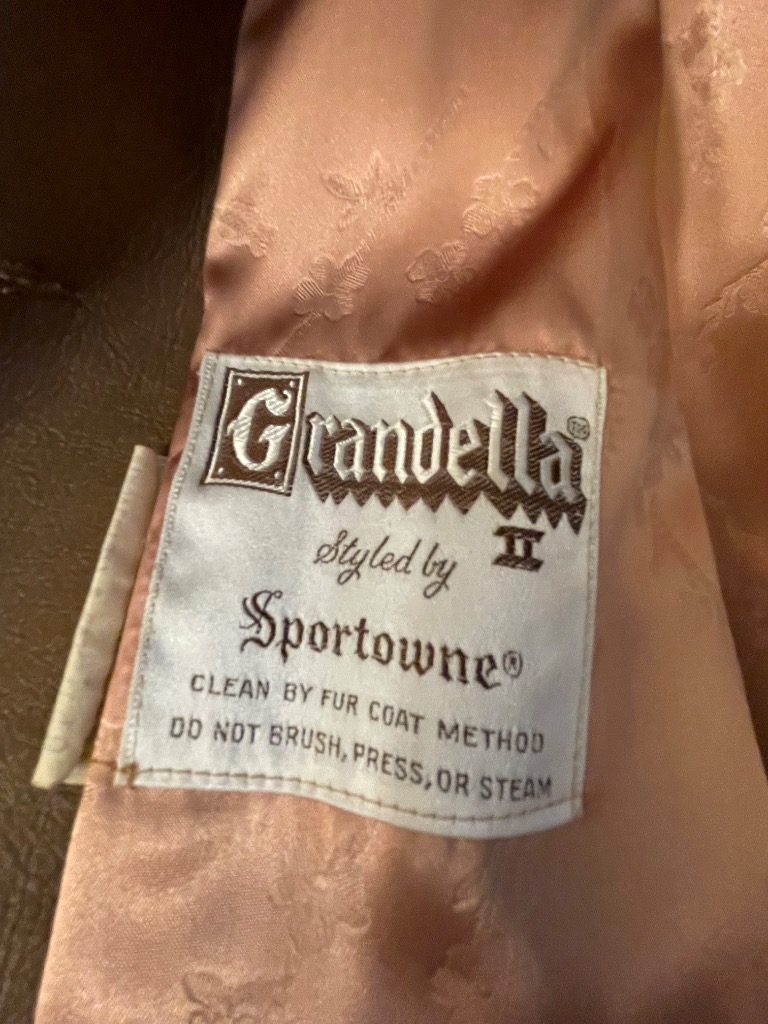 Grandella®
II
Styled by
Sportowne®
CLEAN BY FUR COAT METHOD
DO NOT BRUSH, PRESS, OR STEAM